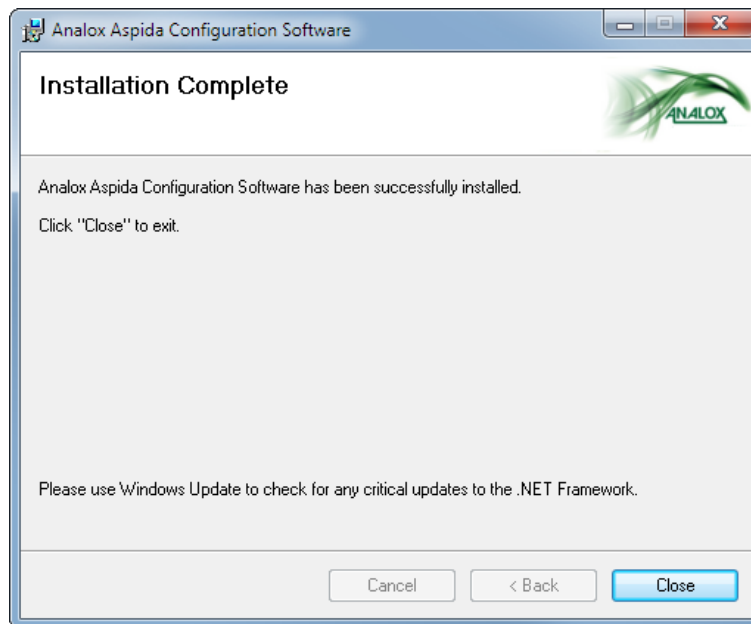 Analox Aspida Configuration Software
Installation Complete
ANALOX
Analox Aspida Configuration Software has been successfully installed.
Click "Close" to exit.
Please use Windows Update to check for any critical updates to the .NET Framework.
Cancel
< Back
Close